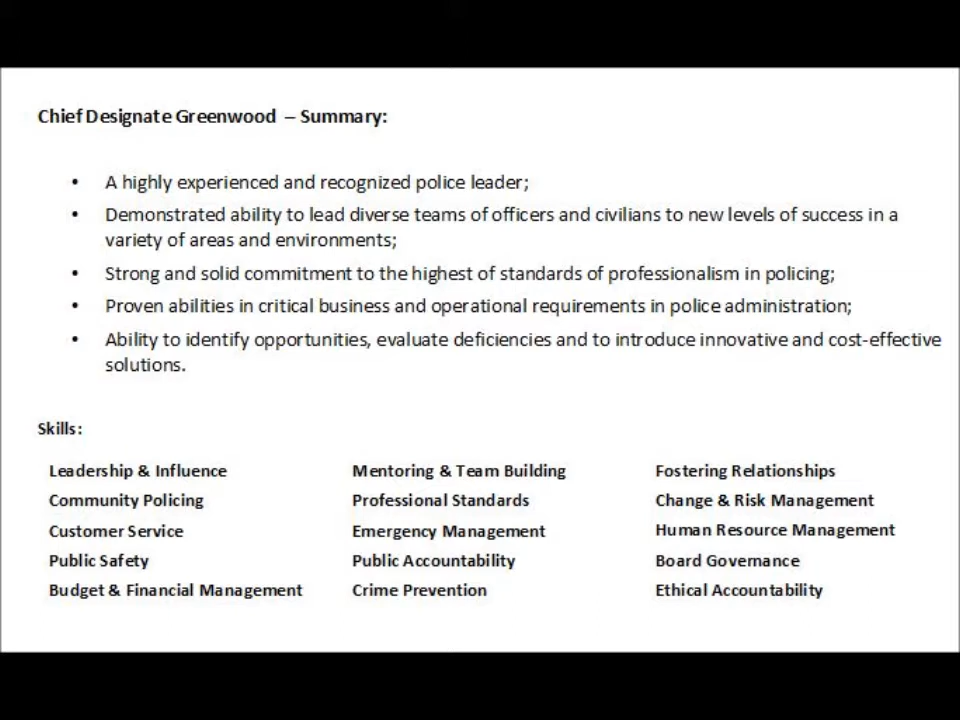 Chief Designate Greenwood – Summary:
• A highly experienced and recognized police leader;
• Demonstrated ability to lead diverse teams of officers and civilians to new levels of success in a
variety of areas and environments;
• Strong and solid commitment to the highest of standards of professionalism in policing;
• Proven abilities in critical business and operational requirements in police administration;
• Ability to identify opportunities, evaluate deficiencies and to introduce innovative and cost-effective
solutions.
Skills:
Leadership & Influence Mentoring & Team Building Fostering Relationships
Community Policing Professional Standards Change & Risk Management
Customer Service Emergency Management Human Resource Management
Public Safety Public Accountability Board Governance
Budget & Financial Management Crime Prevention Ethical Accountability